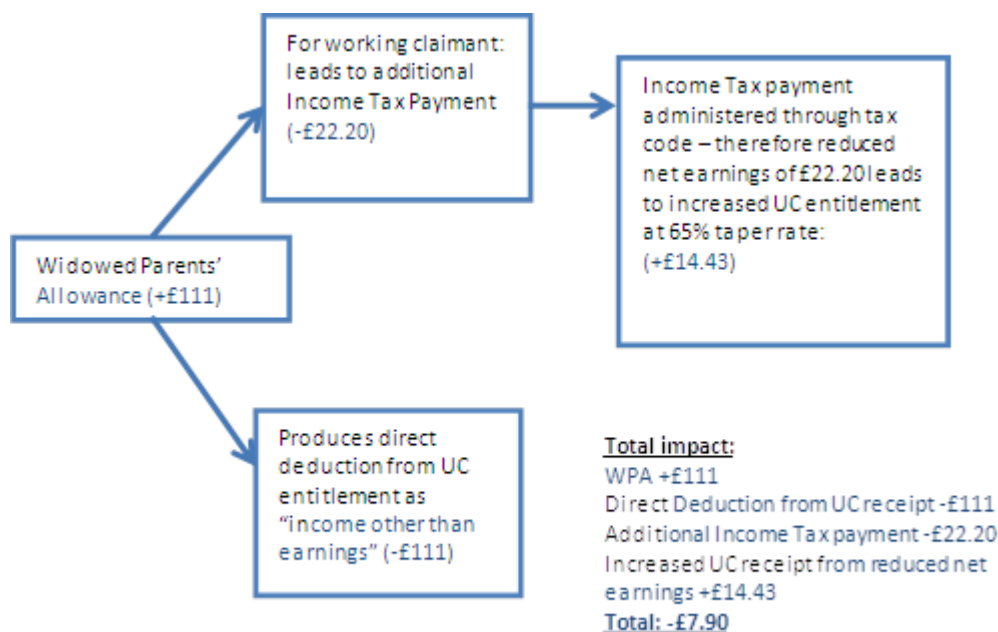 For working claimant:
leads to additional
Income Tax Payment
(-£22.20)
Income Tax payment
administered through tax
code – therefore reduced
net earnings of £22.20 leads
to increased UC entitlement
at 65% taper rate:
(+£14.43)
Widowed Parents’
Allowance (+£111)
Produces direct
deduction from UC
entitlement as
“income other than
earnings” (-£111)
Total impact:
WPA +£111
Direct Deduction from UC receipt -£111
Additional Income Tax payment -£22.20
Increased UC receipt from reduced net
earnings +£14.43
Total: -£7.90